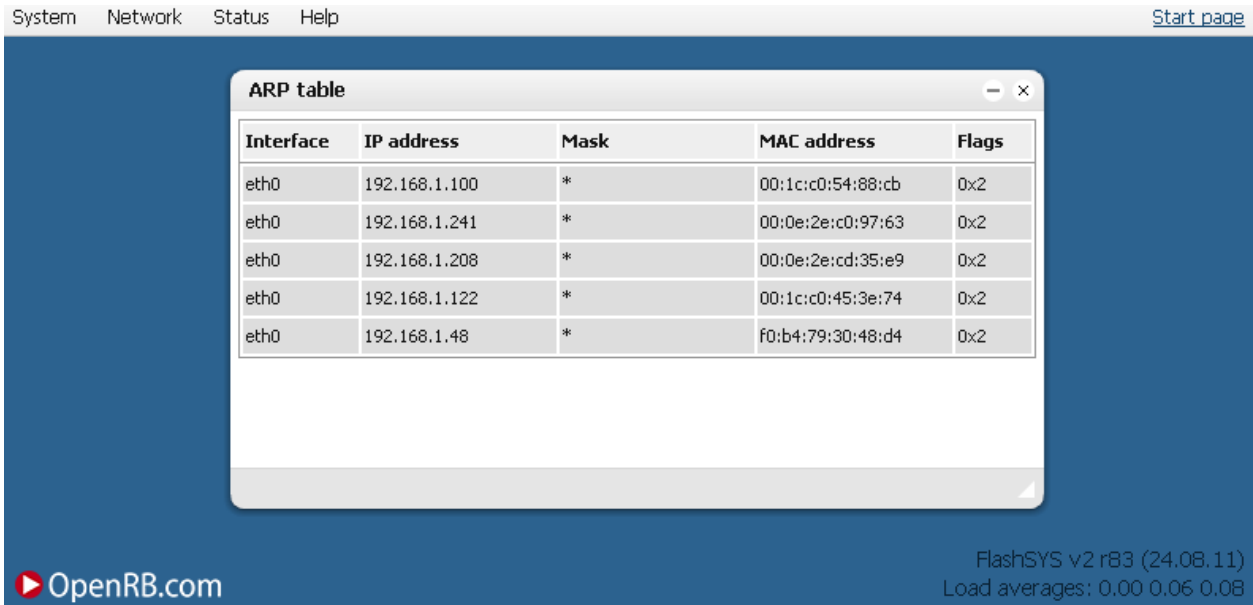 System Network Status Help Start page
ARP table
Interface IP address Mask MAC address Flags
eth0 192.168.1.100 * 00:1c:c0:54:88:cb 0x2
eth0 192.168.1.241 * 00:0e:2e:c0:97:63 0x2
eth0 192.168.1.208 * 00:0e:2e:cd:35:e9 0x2
eth0 192.168.1.122 * 00:1c:c0:45:3e:74 0x2
eth0 192.168.1.48 * f0:b4:79:30:48:d4 0x2
FlashSYS v2 r83 (24.08.11)
OpenRB.com Load averages: 0.00 0.06 0.08